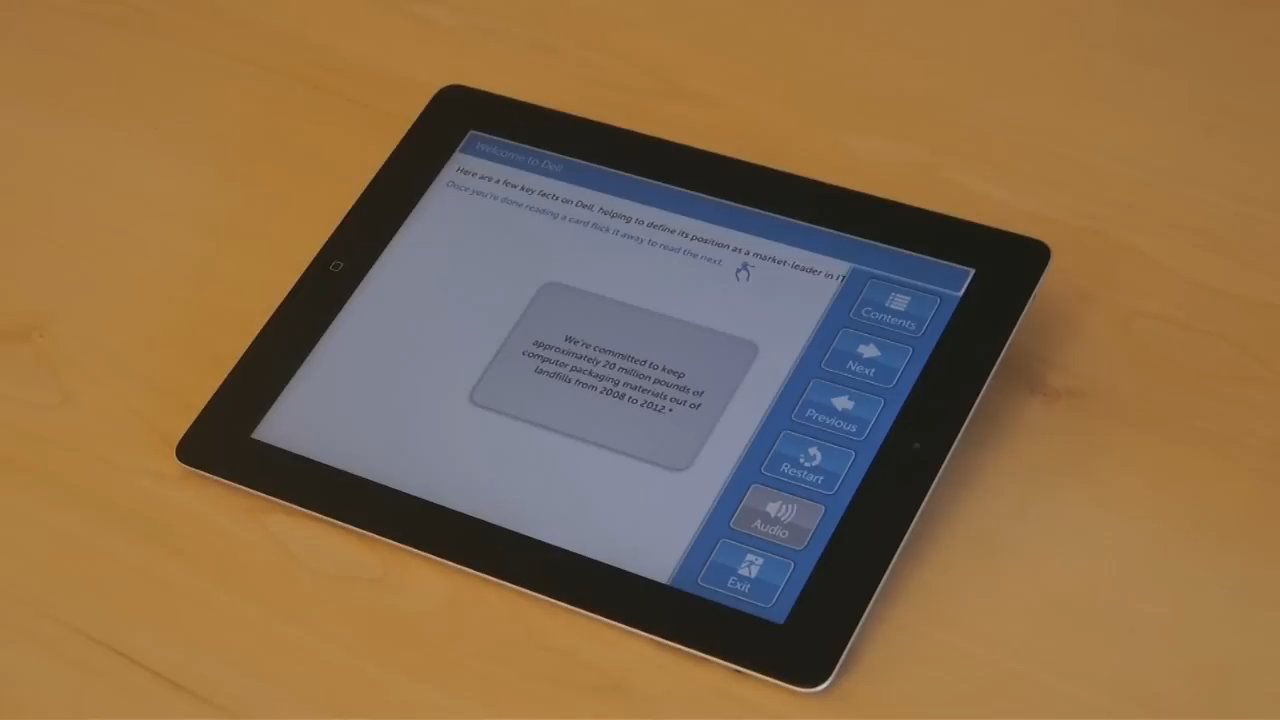 Welcome to Dell
Here are a few key facts on Dell, helping to define its position as a market-leader in IT
Once you're done reading a card flick it away to read the next.
We're committed to keep
approximately 20 million pounds of
computer packaging materials out of
landfills from 2008 to 2012.*
Contents
Next
Previous
Restart
Audio
Exit